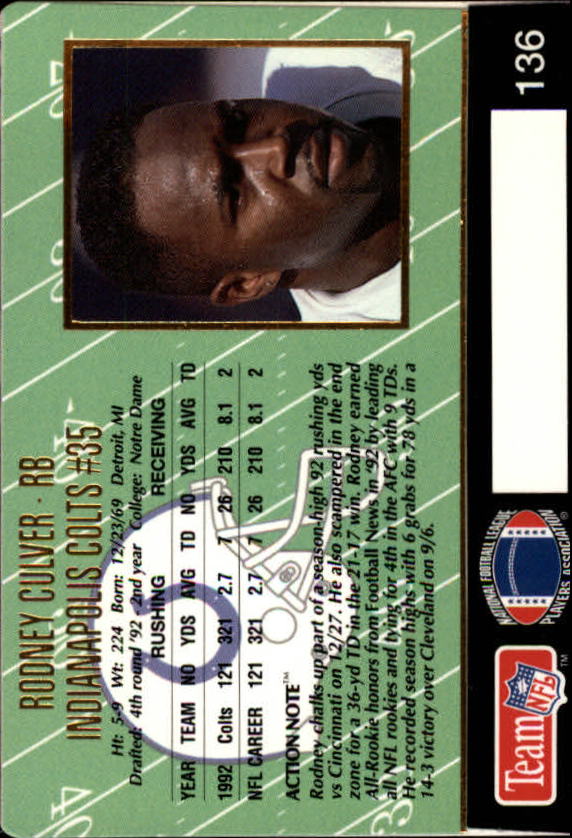 RODNEY CULVER · RB
INDIANAPOLIS COLTS #35
Ht: 5-9 Wt: 224 Born: 12/23/69 Detroit, MI
Drafted: 4th round '92 - 2nd year College: Notre Dame
RUSHING RECEIVING
YEAR TEAM NO YDS AVG TD NO YDS AVG TD
1992 Colts 121 321 2.7 7 26 210 8.1 2
NFL CAREER 121 321 2.7 7 26 210 8.1 2
ACTION NOTE™
Rodney chalks up part of a season-high 92 rushing yds
vs Cincinnati on 12/27. He also scampered in the end
zone for a 36-yd TD in the 21-17 win. Rodney earned
All-Rookie honors from Football News in '92 by leading
all NFL rookies and tying for 4th in the AFC with 9 TDs.
He recorded season highs with 6 grabs for 78 yds in a
14-3 victory over Cleveland on 9/6.
Team NFL
NATIONAL FOOTBALL LEAGUE
PLAYERS ASSOCIATION®
136